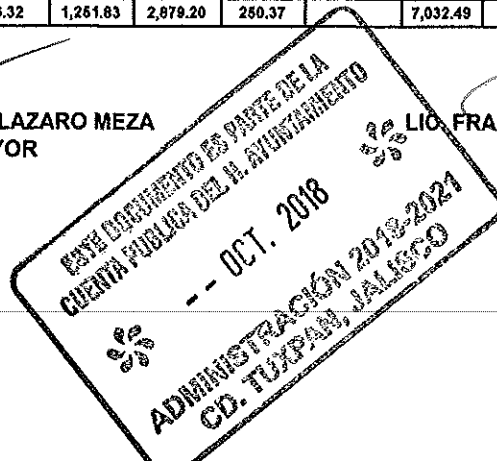 1,251.83 2,879.20 250.37 7,032.49
LAZARO MEZA
LIC. FRA
ESTE DOCUMENTO ES PARTE DE LA
CUENTA PUBLICA DEL H. AYUNTAMIENTO
-- OCT. 2018
ADMINISTRACIÓN 2018-2021
CD. TUXPAN, JALISCO